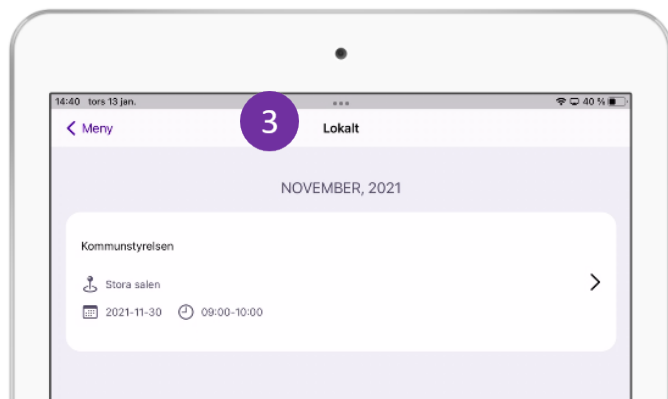 14:40 tors 13 jan.
40 %
Meny
3
Lokalt
NOVEMBER, 2021
Kommunstyrelsen
Stora salen
2021-11-30 09:00-10:00